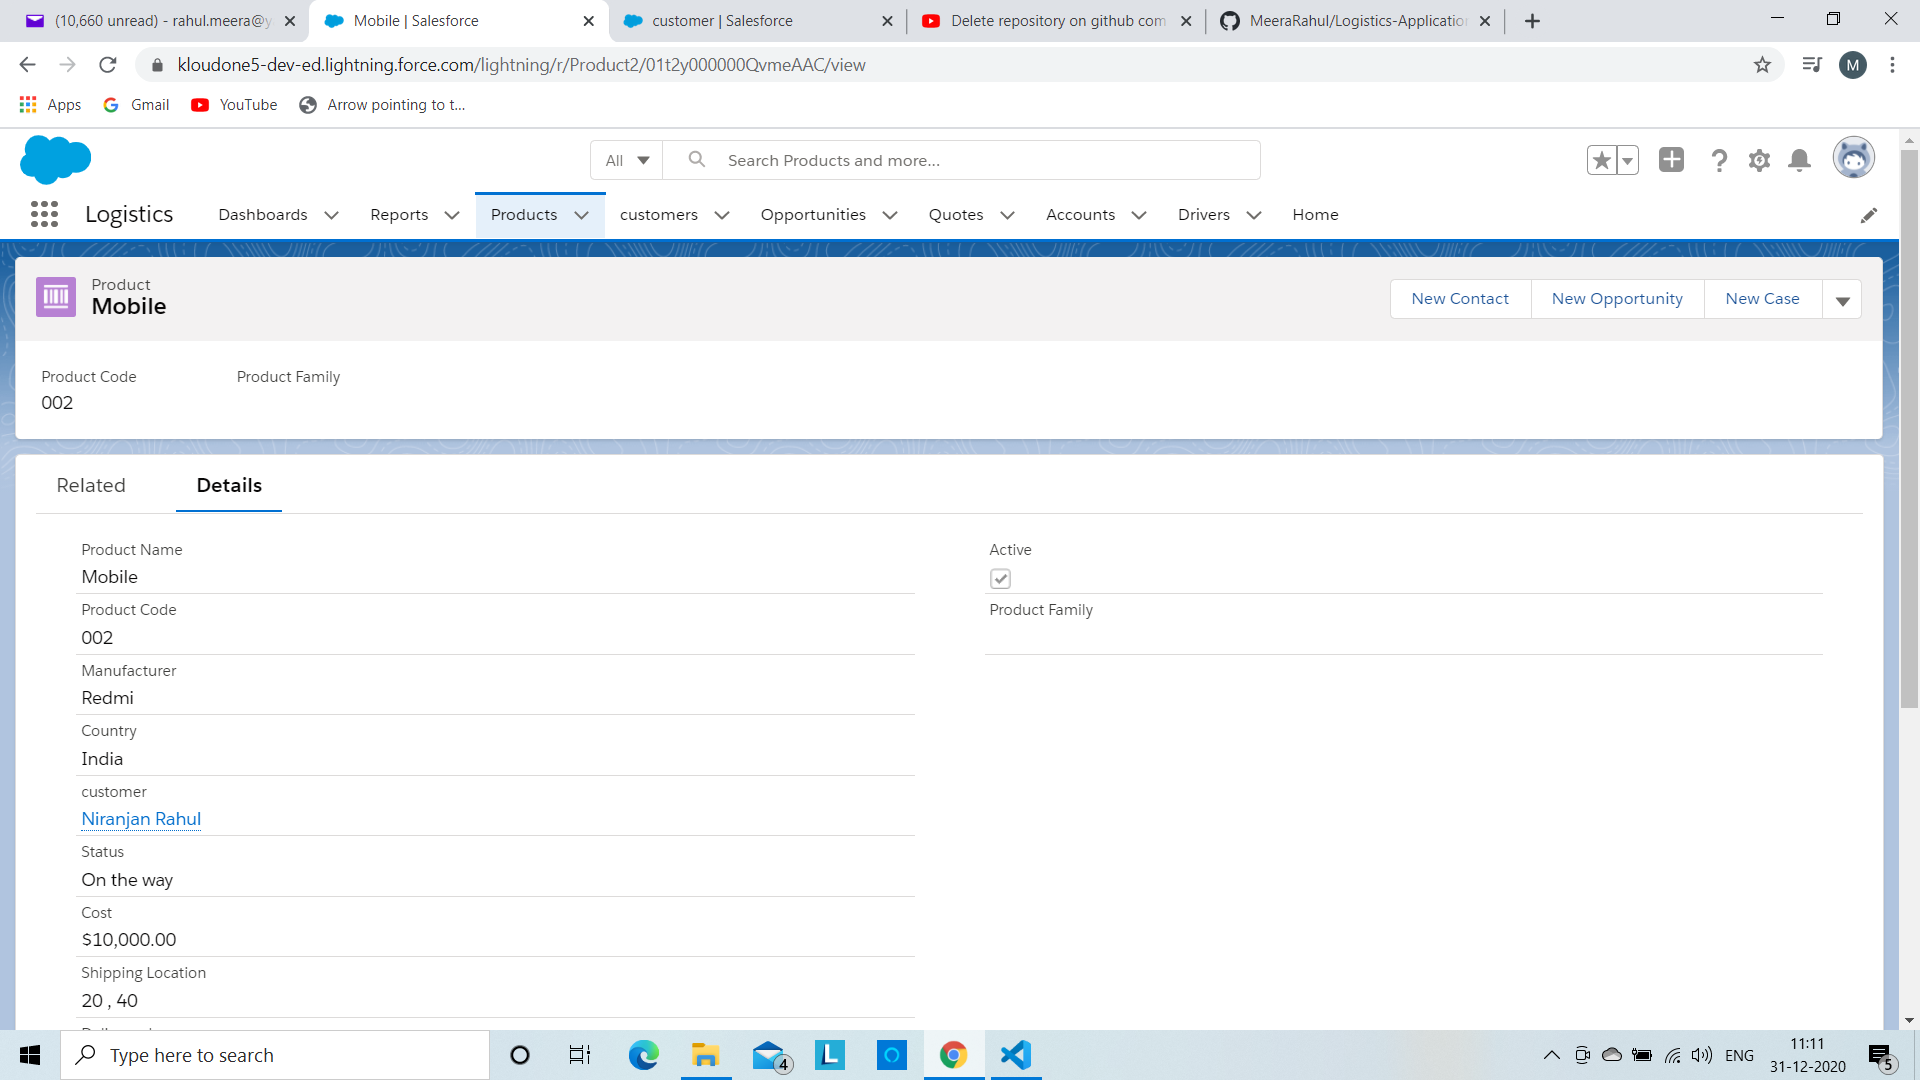 (10,660 unread) - rahul.meera@y
Mobile | Salesforce
customer | Salesforce
Delete repository on github com
MeeraRahul/Logistics-Application
kloudone5-dev-ed.lightning.force.com/lightning/r/Product2/01t2y000000QvmeAAC/view
M
Apps
Gmail
YouTube
Arrow pointing to t...
All
Search Products and more...
Logistics
Dashboards
Reports
Products
customers
Opportunities
Quotes
Accounts
Drivers
Home
Product
Mobile
New Contact
New Opportunity
New Case
Product Code
Product Family
002
Related
Details
Product Name
Mobile
Active
Product Code
002
Product Family
Manufacturer
Redmi
Country
India
customer
Niranjan Rahul
Status
On the way
Cost
$10,000.00
Shipping Location
20 , 40
Type here to search
4
L
ENG
11:11
31-12-2020
5